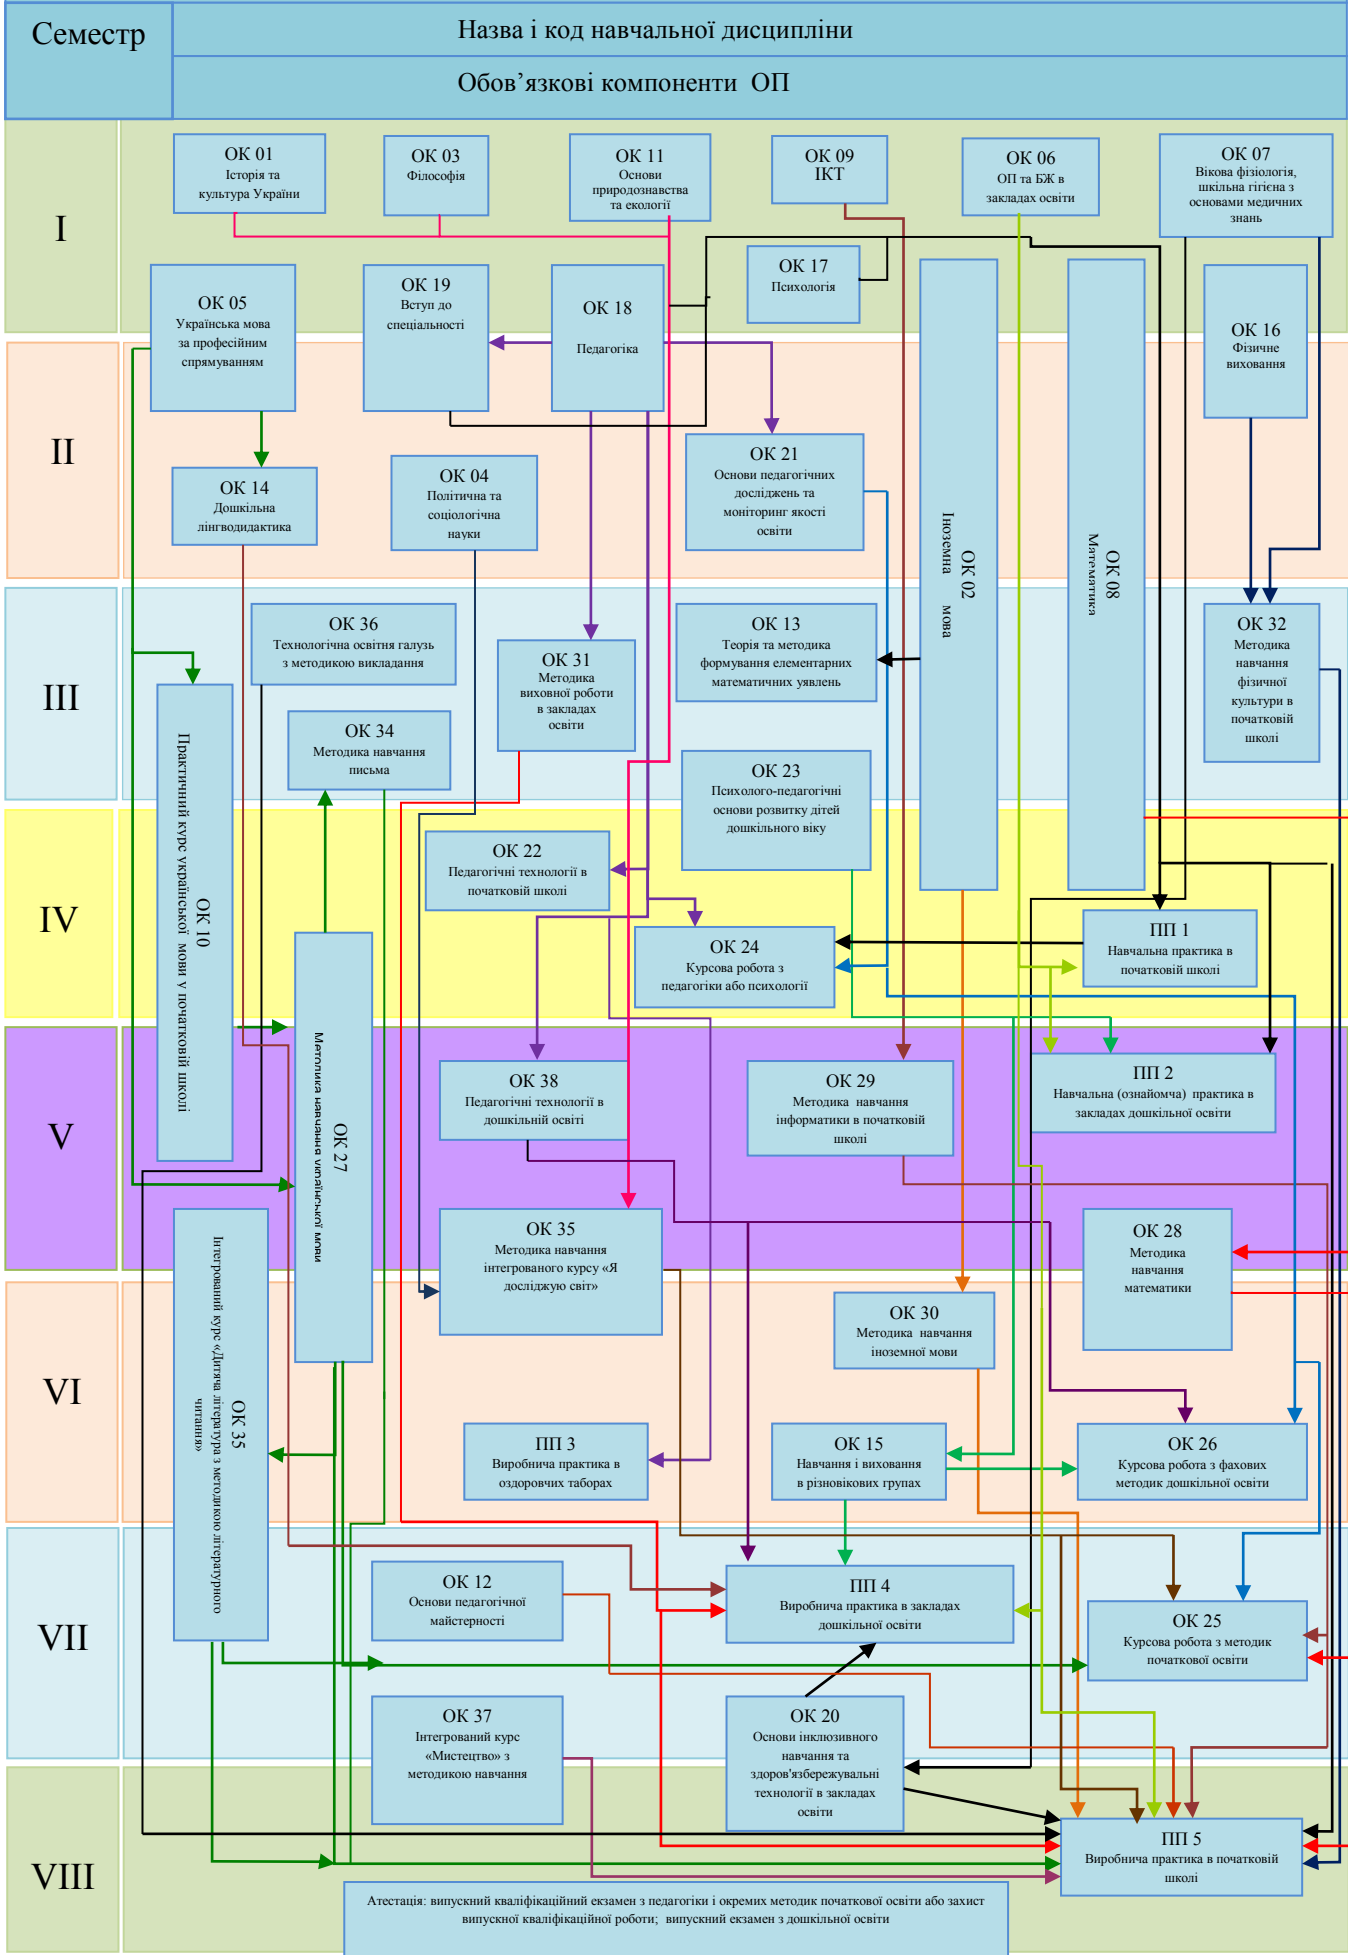 Семестр
Назва і код навчальної дисципліни
Обов’язкові компоненти ОП
I
ОК 01
Історія та
культура України
ОК 03
Філософія
ОК 11
Основи
природознавства
та екології
ОК 09
ІКТ
ОК 06
ОП та БЖ в
закладах освіти
ОК 07
Вікова фізіологія,
шкільна гігієна з
основами медичних
знань
ОК 05
Українська мова
за професійним
спрямуванням
ОК 19
Вступ до
спеціальності
ОК 18
Педагогіка
ОК 17
Психологія
ОК 02
Іноземна мова
ОК 08
Математика
ОК 16
Фізичне
виховання
II
ОК 14
Дошкільна
лінгводидактика
ОК 04
Політична та
соціологічна
науки
ОК 21
Основи педагогічних
досліджень та
моніторинг якості
освіти
III
ОК 36
Технологічна освітня галузь
з методикою викладання
ОК 31
Методика
виховної роботи
в закладах
освіти
ОК 13
Теорія та методика
формування елементарних
математичних уявлень
ОК 32
Методика
навчання
фізичної
культури в
початковій
школі
ОК 10
Практичний курс української мови у початковій школі
ОК 34
Методика навчання
письма
ОК 23
Психолого-педагогічні
основи розвитку дітей
дошкільного віку
IV
ОК 22
Педагогічні технології в
початковій школі
ОК 24
Курсова робота з
педагогіки або психології
ПП 1
Навчальна практика в
початковій школі
ОК 27
Методика навчання української мови
V
ОК 38
Педагогічні технології в
дошкільній освіті
ОК 29
Методика навчання
інформатики в початковій
школі
ПП 2
Навчальна (ознайомча) практика в
закладах дошкільної освіти
ОК 35
Інтегрований курс «Дитяча література з методикою літературного
читання»
ОК 35
Методика навчання
інтегрованого курсу «Я
досліджую світ»
ОК 28
Методика
навчання
математики
VI
ОК 30
Методика навчання
іноземної мови
ПП 3
Виробнича практика в
оздоровчих таборах
ОК 15
Навчання і виховання
в різновікових групах
ОК 26
Курсова робота з фахових
методик дошкільної освіти
VII
ОК 12
Основи педагогічної
майстерності
ПП 4
Виробнича практика в закладах
дошкільної освіти
ОК 25
Курсова робота з методик
початкової освіти
ОК 37
Інтегрований курс
«Мистецтво» з
методикою навчання
ОК 20
Основи інклюзивного
навчання та
здоров'язбережувальні
технології в закладах
освіти
VIII
ПП 5
Виробнича практика в початковій
школі
Атестація: випускний кваліфікаційний екзамен з педагогіки і окремих методик початкової освіти або захист
випускної кваліфікаційної роботи; випускний екзамен з дошкільної освіти